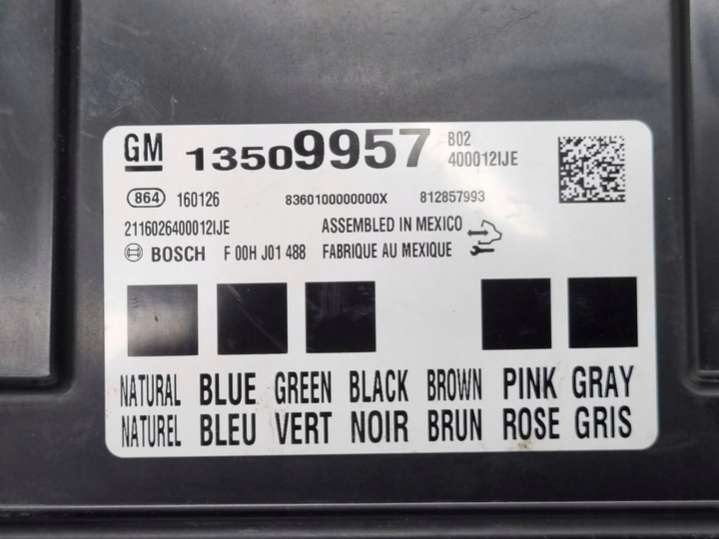 GM 13509957 B02
400012IJE
864 160126 8360100000000X 812857993
2116026400012IJE ASSEMBLED IN MEXICO
BOSCH F 00H J01 488 FABRIQUE AU MEXIQUE
NATURAL BLUE GREEN BLACK BROWN PINK GRAY
NATUREL BLEU VERT NOIR BRUN ROSE GRIS